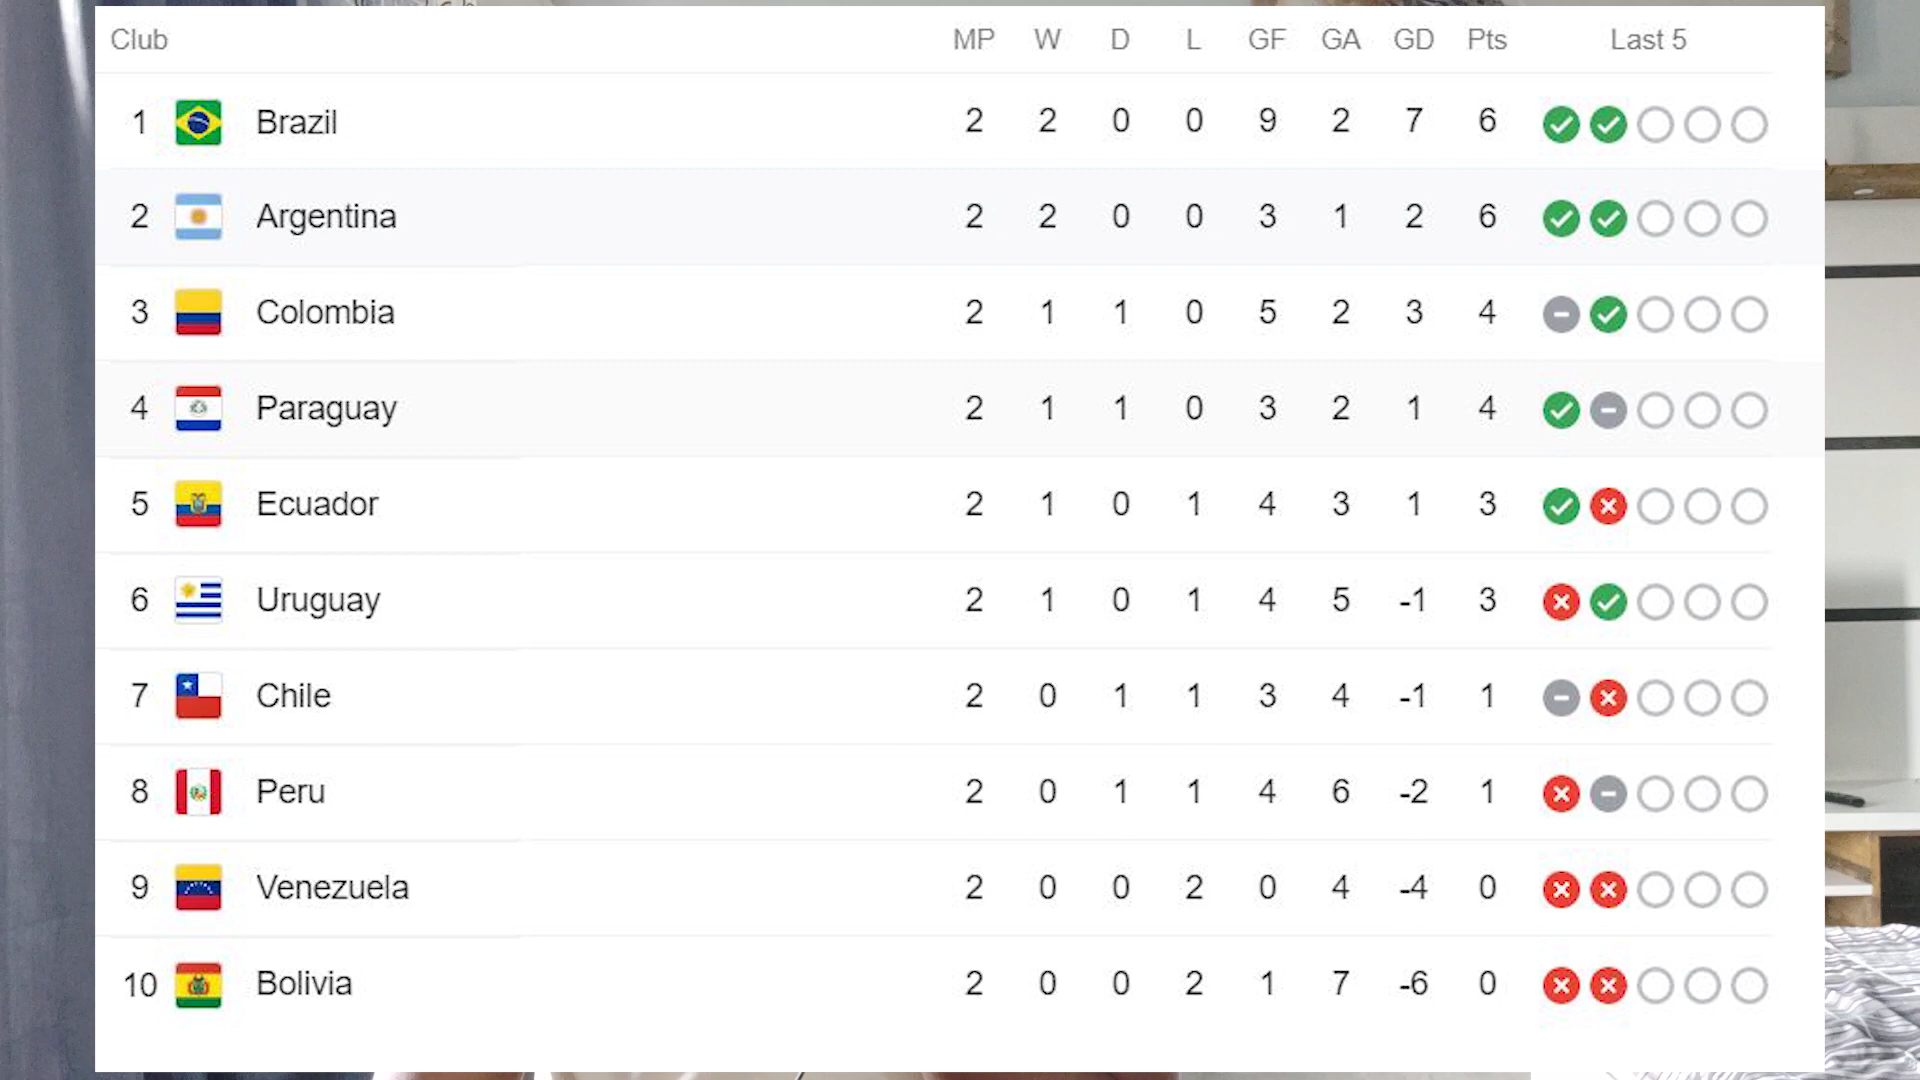 Club MP W D L GF GA GD Pts Last 5
1 Brazil 2 2 0 0 9 2 7 6
2 Argentina 2 2 0 0 3 1 2 6
3 Colombia 2 1 1 0 5 2 3 4
4 Paraguay 2 1 1 0 3 2 1 4
5 Ecuador 2 1 0 1 4 3 1 3
6 Uruguay 2 1 0 1 4 5 -1 3
7 Chile 2 0 1 1 3 4 -1 1
8 Peru 2 0 1 1 4 6 -2 1
9 Venezuela 2 0 0 2 0 4 -4 0
10 Bolivia 2 0 0 2 1 7 -6 0